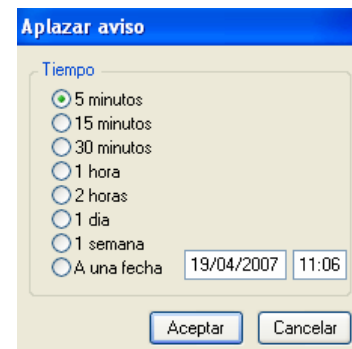 Aplazar aviso
Tiempo
5 minutos
15 minutos
30 minutos
1 hora
2 horas
1 dia
1 semana
A una fecha 19/04/2007 11:06
Aceptar Cancelar